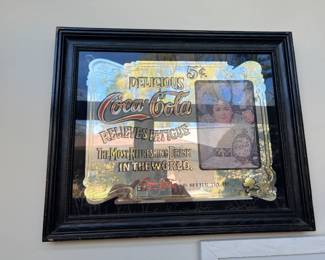 DELICIOUS
5¢
Coca-Cola
RELIEVES FATIGUE
THE MOST REFRESHING DRINK
IN THE WORLD.